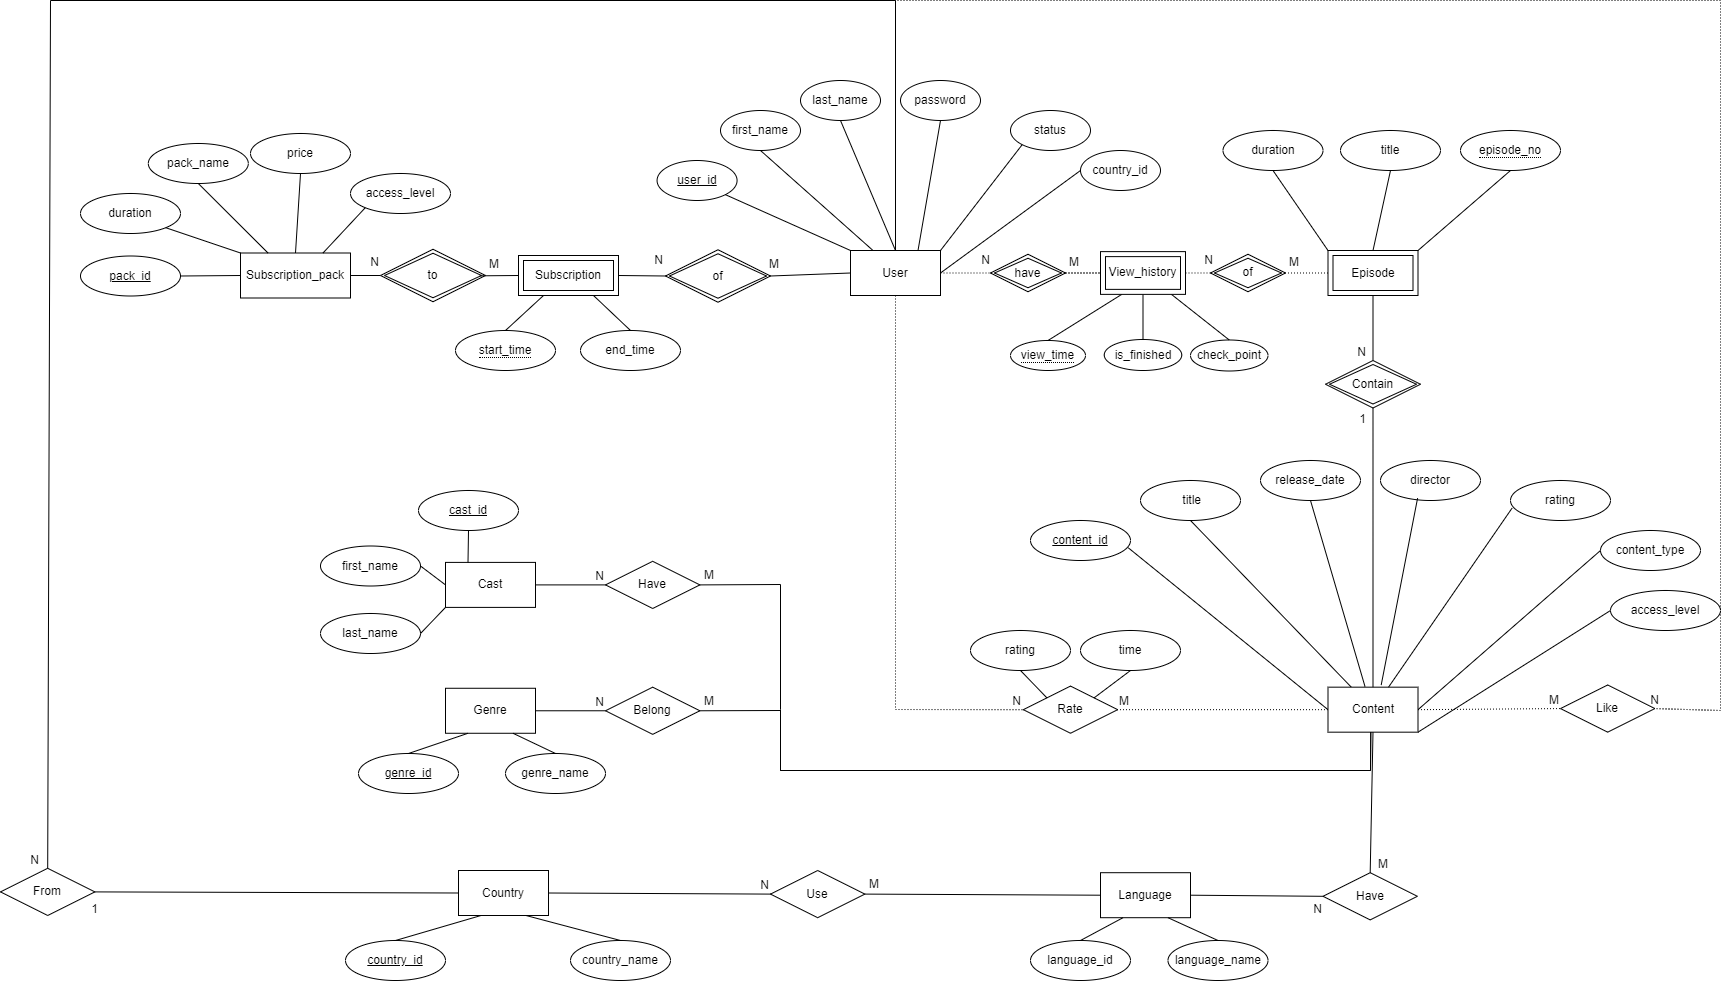 last_name
password
first_name
status
price
pack_name
duration
title
episode_no
country_id
user_id
access_level
duration
N
M
N
M
N
M
N
M
pack_id
Subscription_pack
to
Subscription
of
User
have
View_history
of
Episode
start_time
end_time
view_time
is_finished
check_point
N
Contain
1
release_date
director
title
rating
cast_id
content_id
content_type
first_name
N
M
Cast
Have
access_level
last_name
rating
time
N
M
N
M
M
N
Genre
Belong
Rate
Content
Like
genre_id
genre_name
N
M
From
1
Country
N
Use
M
Language
N
Have
country_id
country_name
language_id
language_name